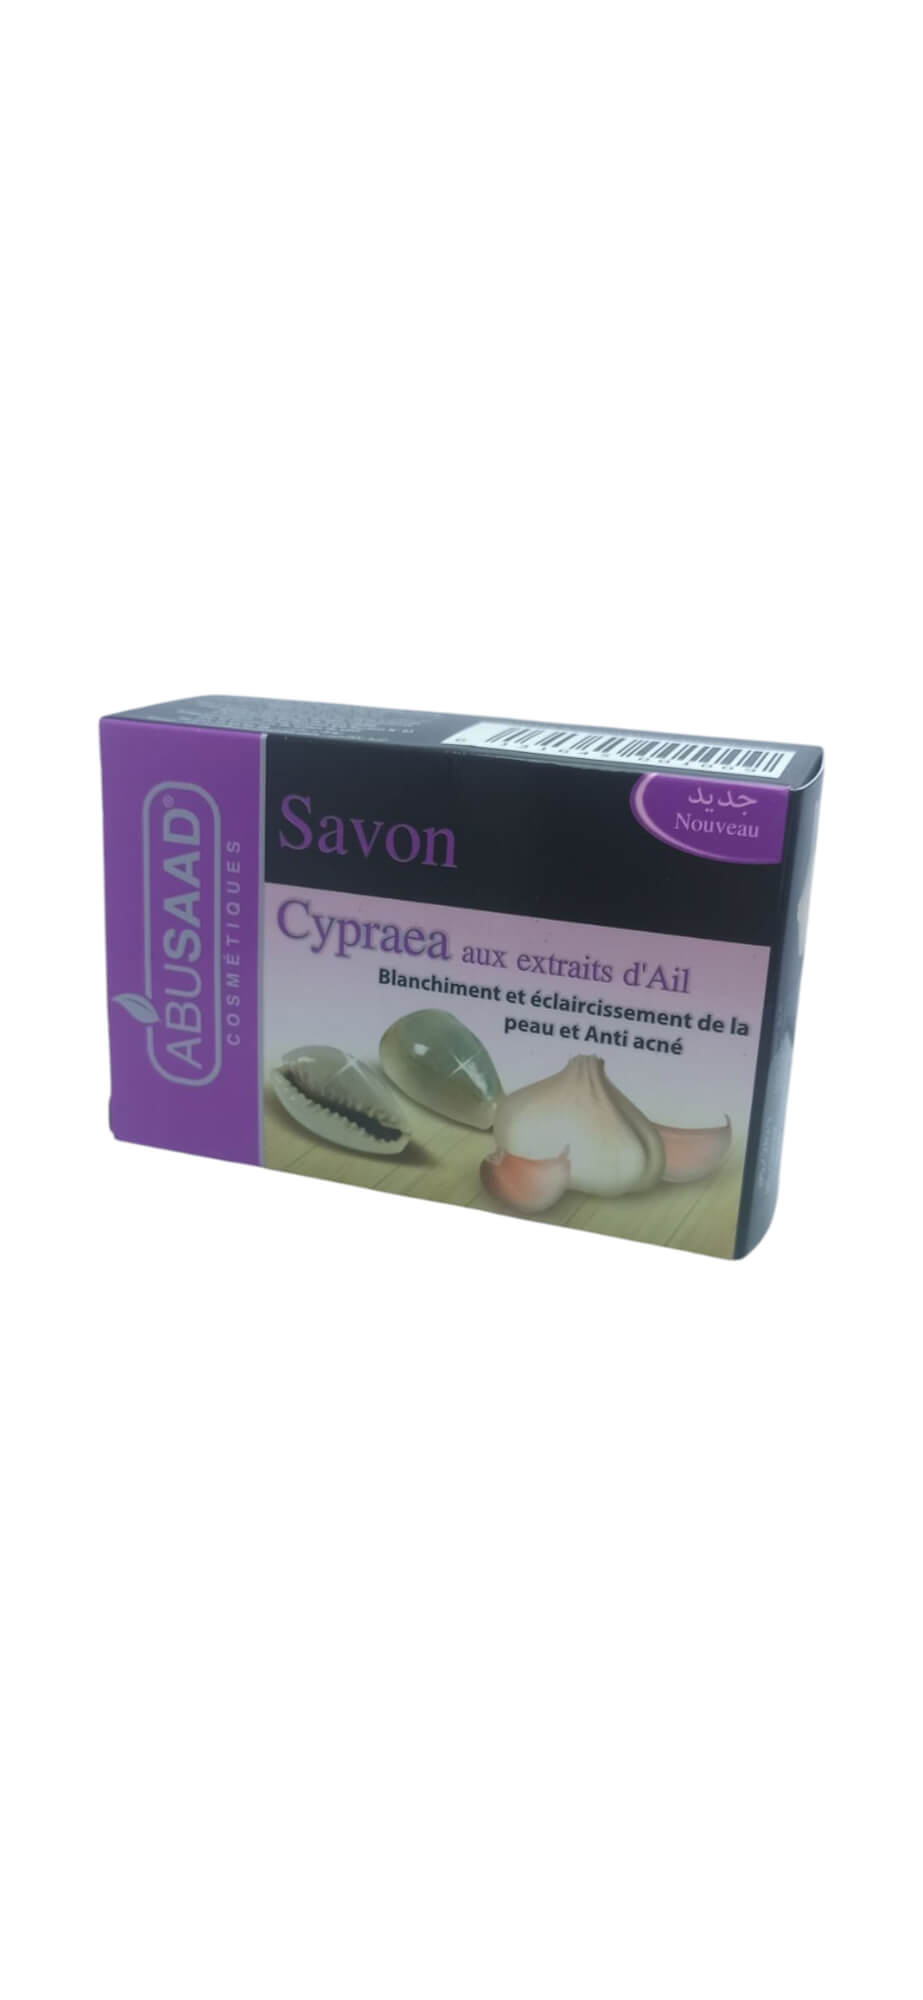 ABUSAAD®
COSMÉTIQUES
Savon
جديد
Nouveau
Cypraea aux extraits d'Ail
Blanchiment et éclaircissement de la
peau et Anti acné